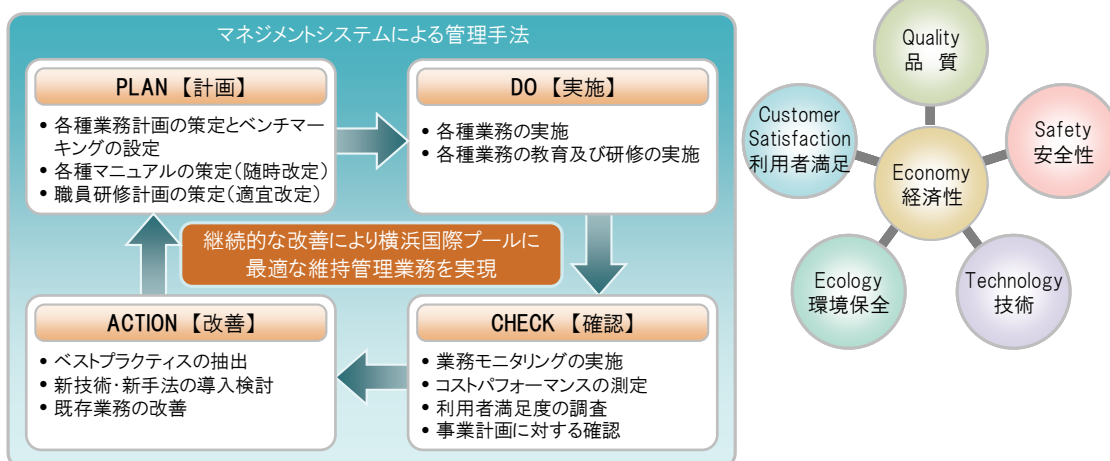 マネジメントシステムによる管理手法
PLAN 【計画】
• 各種業務計画の策定とベンチマー
キングの設定
• 各種マニュアルの策定(随時改定)
• 職員研修計画の策定(適宜改定)
DO 【実施】
• 各種業務の実施
• 各種業務の教育及び研修の実施
継続的な改善により横浜国際プールに
最適な維持管理業務を実現
ACTION 【改善】
• ベストプラクティスの抽出
• 新技術・新手法の導入検討
• 既存業務の改善
CHECK 【確認】
• 業務モニタリングの実施
• コストパフォーマンスの測定
• 利用者満足度の調査
• 事業計画に対する確認
Quality
品 質
Customer
Satisfaction
利用者満足
Safety
安全性
Economy
経済性
Ecology
環境保全
Technology
技術